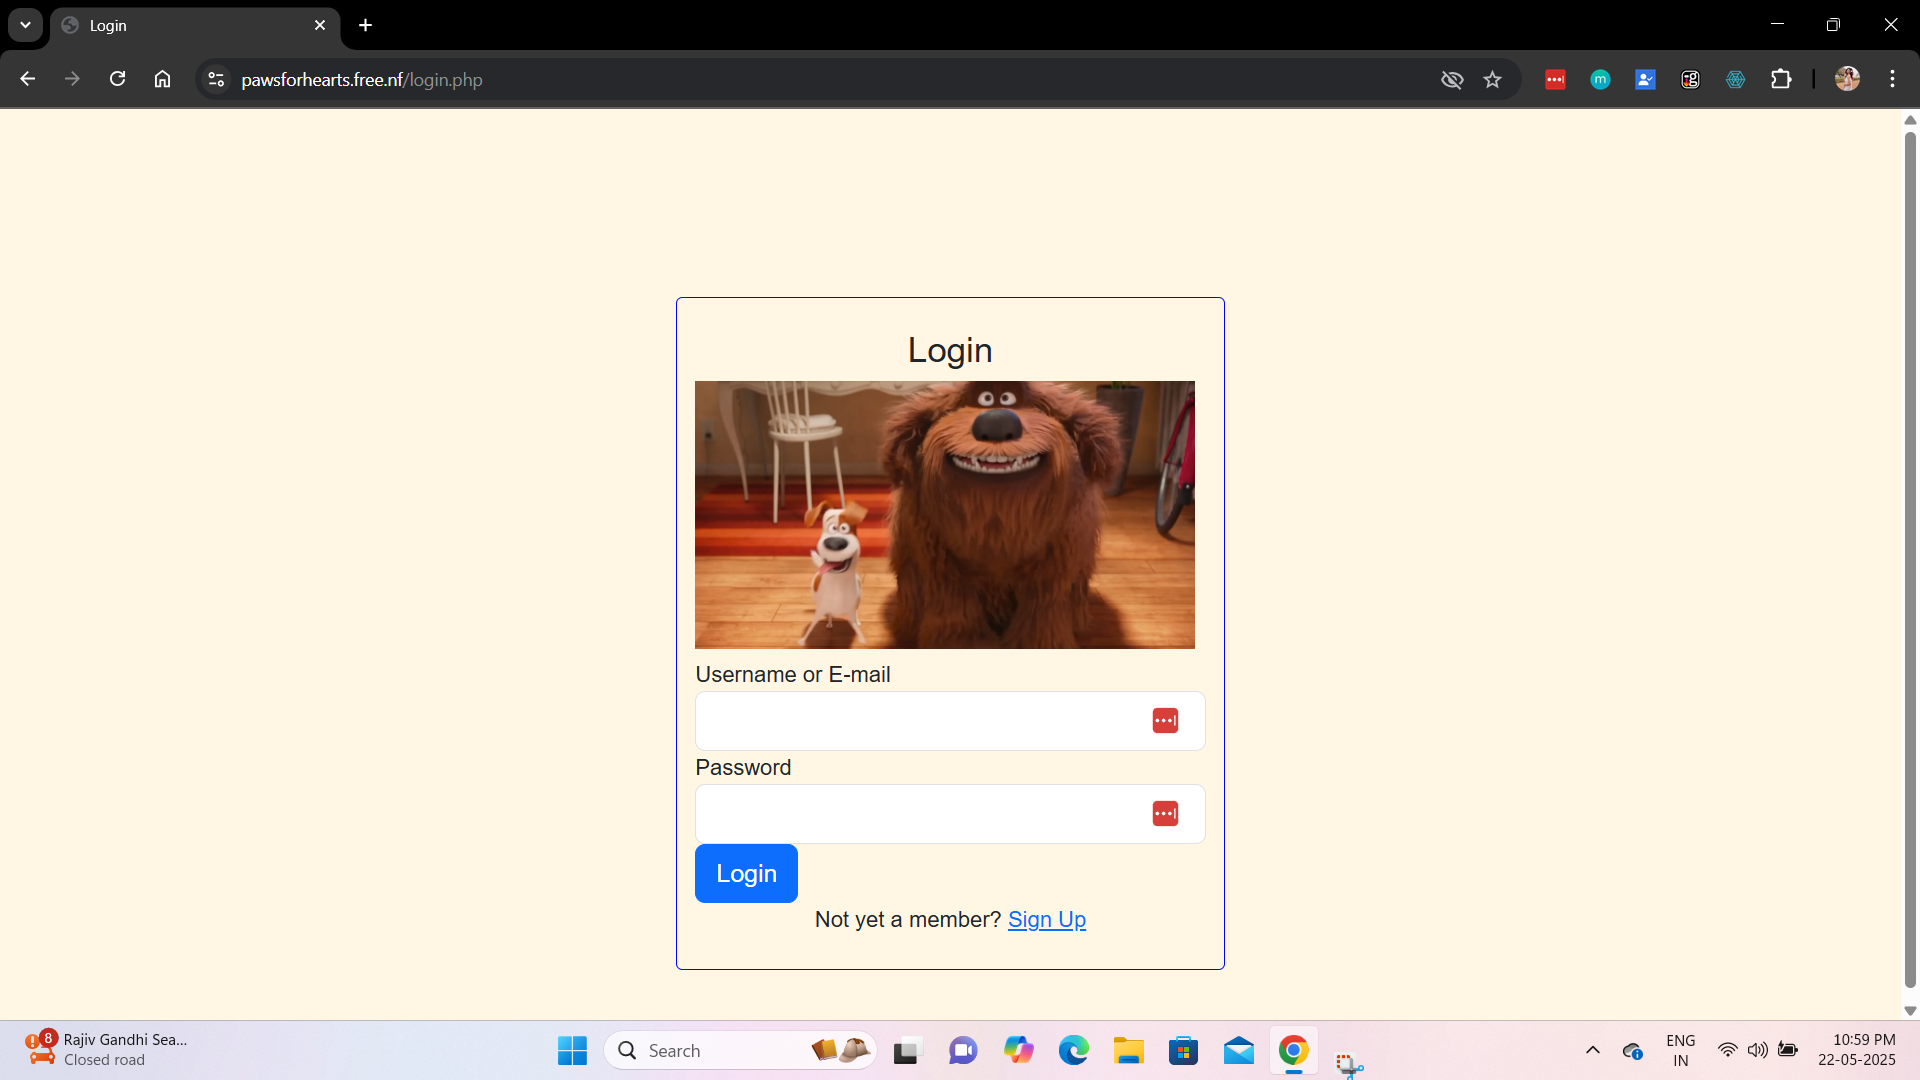 Login
pawsforhearts.free.nf/login.php
m
Login
Username or E-mail
Password
Login
Not yet a member? Sign Up
8
Rajiv Gandhi Sea...
Closed road
Search
ENG
IN
10:59 PM
22-05-2025